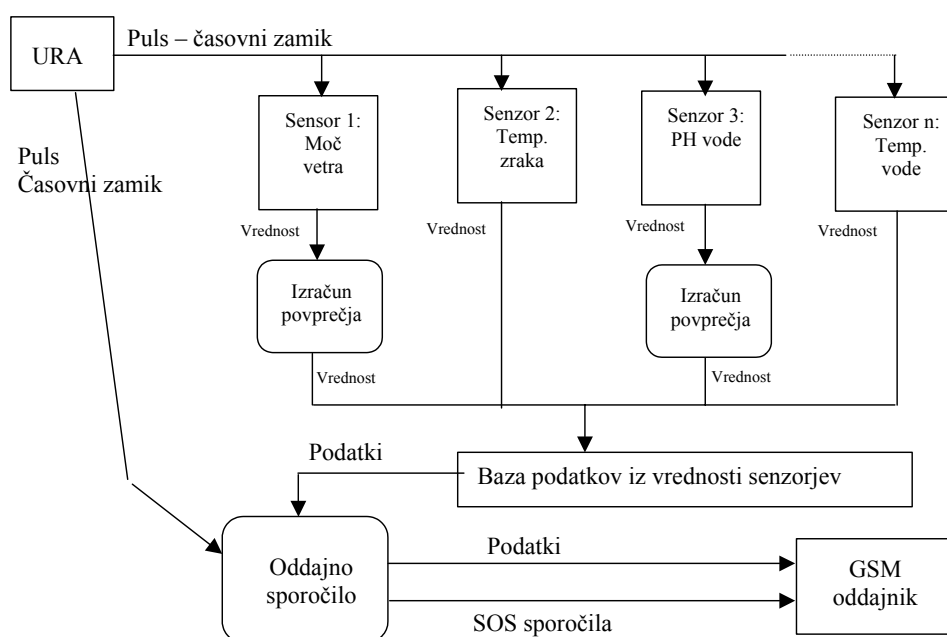 Puls – časovni zamik
URA
Sensor 1:
Moč
vetra
Senzor 2:
Temp.
zraka
Senzor 3:
PH vode
Senzor n:
Temp.
vode
Puls
Časovni zamik
Vrednost
Vrednost
Vrednost
Vrednost
Izračun
povprečja
Izračun
povprečja
Vrednost
Vrednost
Podatki
Baza podatkov iz vrednosti senzorjev
Oddajno
sporočilo
Podatki
SOS sporočila
GSM
oddajnik